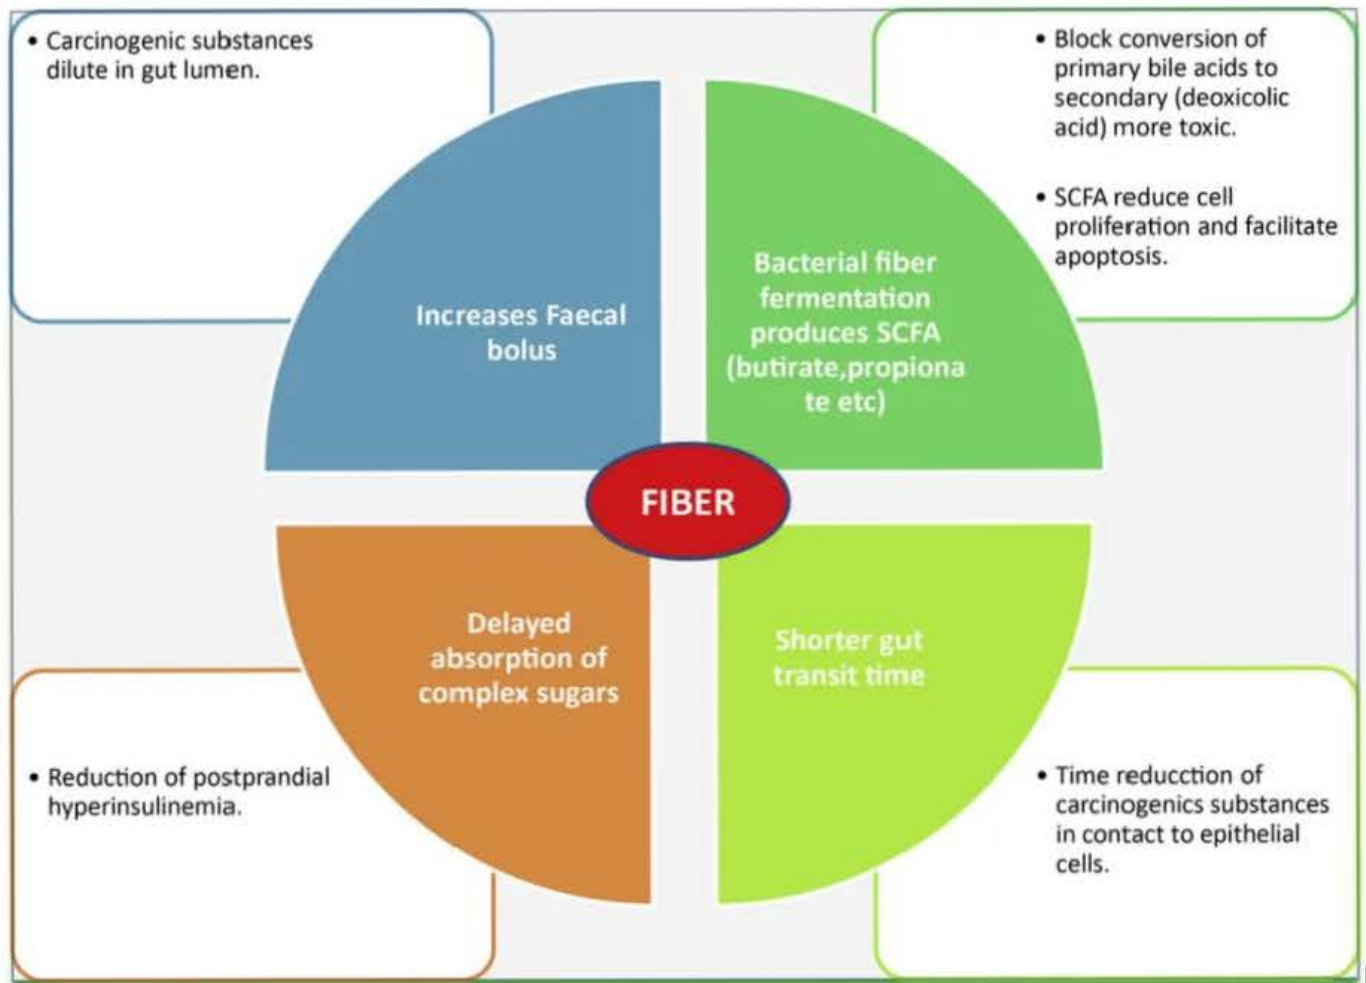 • Carcinogenic substances
dilute in gut lumen.
• Block conversion of
primary bile acids to
secondary (deoxicolic
acid) more toxic.
• SCFA reduce cell
proliferation and facilitate
apoptosis.
Increases Faecal
bolus
Bacterial fiber
fermentation
produces SCFA
(butirate,propiona
te etc)
FIBER
Delayed
absorption of
complex sugars
Shorter gut
transit time
• Reduction of postprandial
hyperinsulinemia.
• Time reducction of
carcinogenics substances
in contact to epithelial
cells.